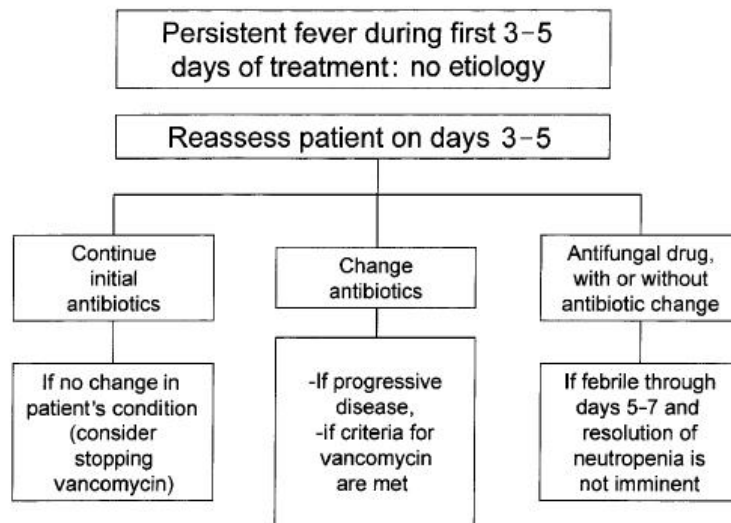 Persistent fever during first 3–5
days of treatment: no etiology
Reassess patient on days 3–5
Continue
initial
antibiotics
Change
antibiotics
Antifungal drug,
with or without
antibiotic change
If no change in
patient's condition
(consider
stopping
vancomycin)
-If progressive
disease,
-if criteria for
vancomycin
are met
If febrile through
days 5–7 and
resolution of
neutropenia is
not imminent